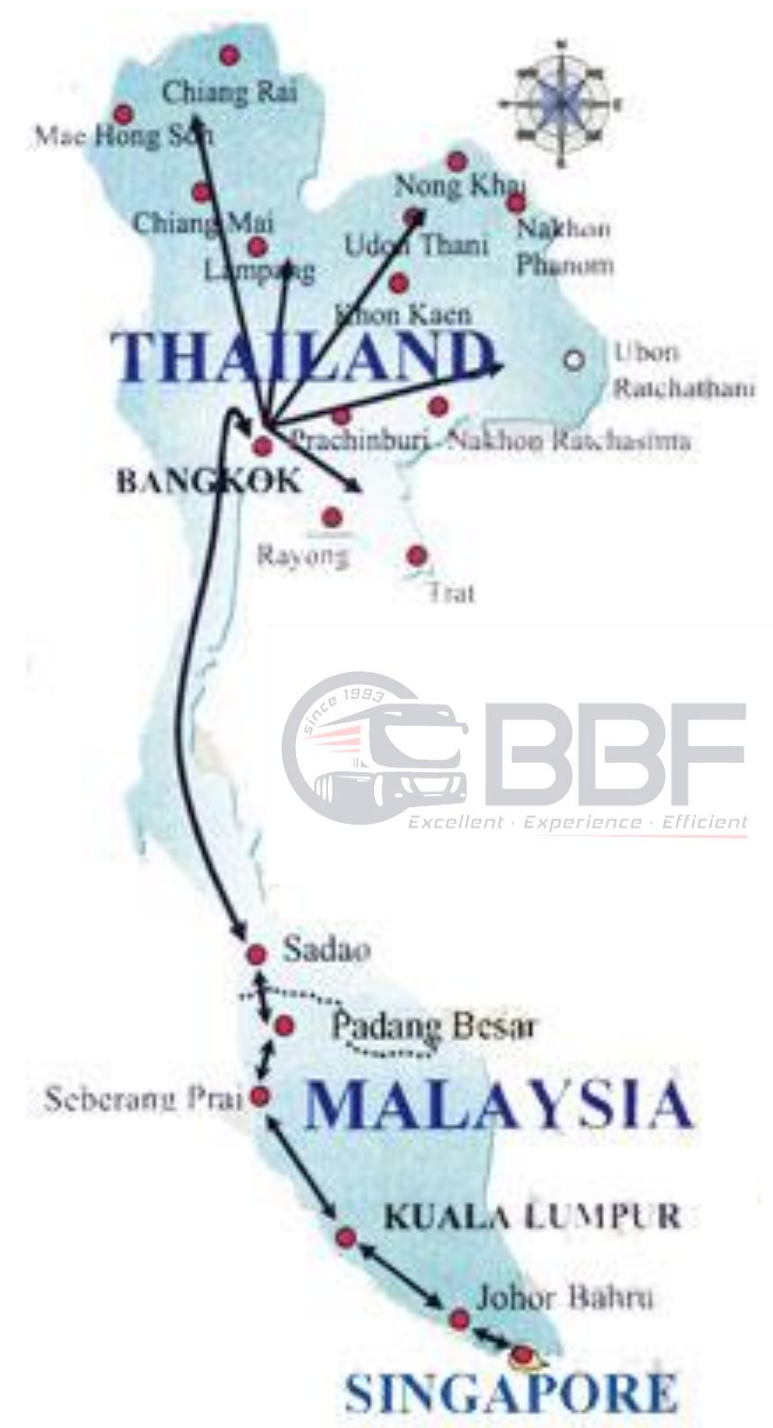 Chiang Rai
Mae Hong Son
Chiang Mai
Lampang
Nong Khai
Udon Thani
Nakhon
Phanom
Khon Kaen
THAILAND
Ubon
Ratchathani
Prachinburi
Nakhon Ratchasima
BANGKOK
Rayong
Trat
since 1993
BBF
Excellent · Experience · Efficient
Sadao
Padang Besar
Seberang Prai
MALAYSIA
KUALA LUMPUR
Johor Bahru
SINGAPORE